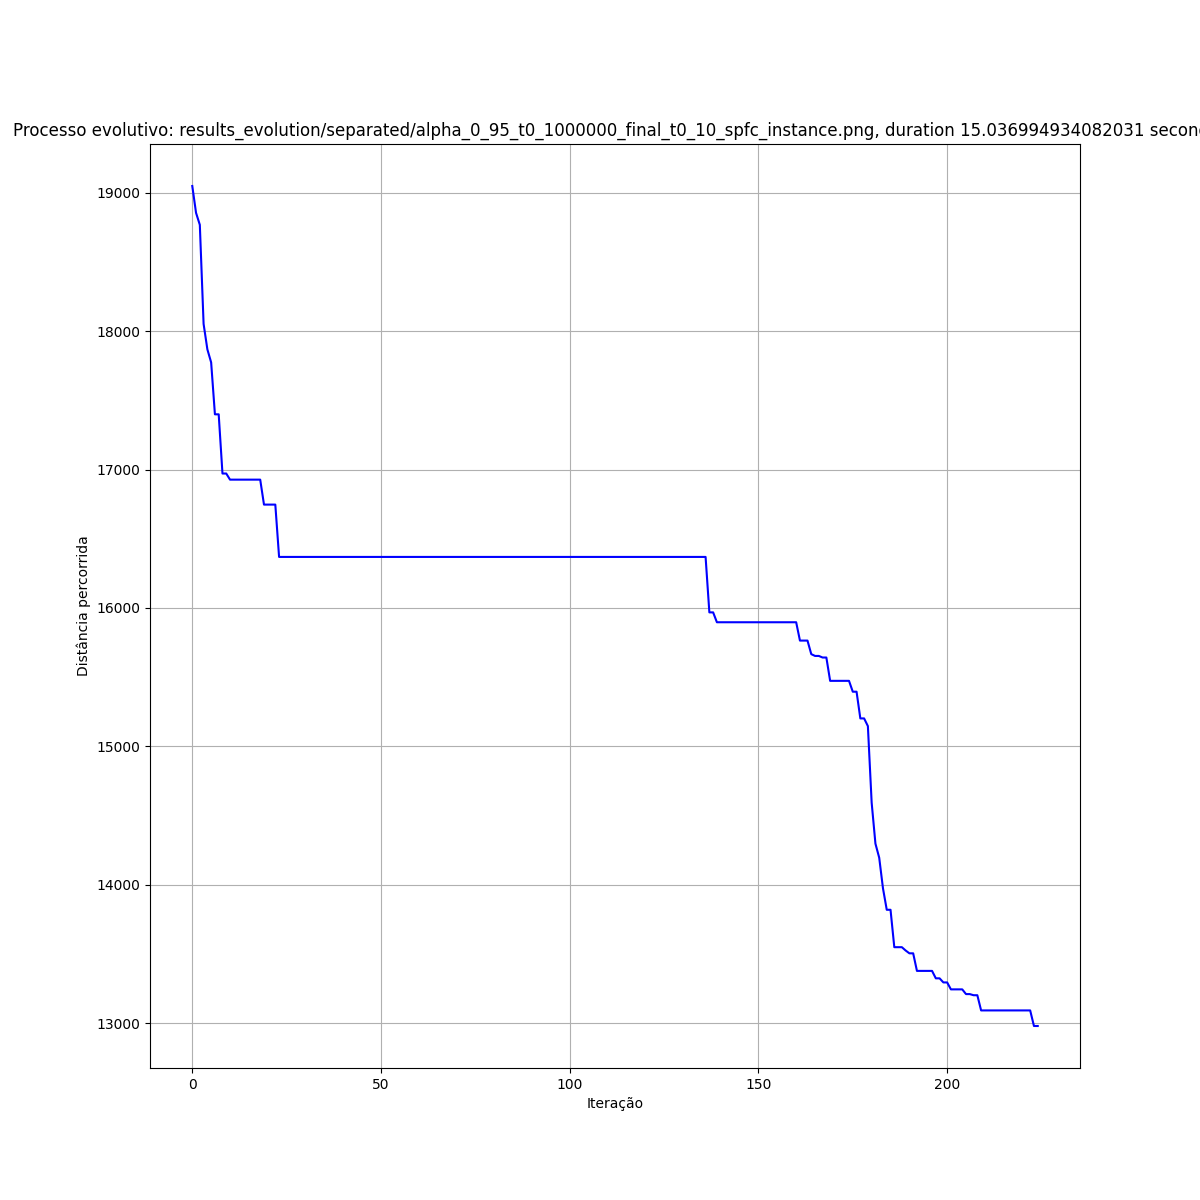 Processo evolutivo: results_evolution/separated/alpha_0_95_t0_1000000_final_t0_10_spfc_instance.png, duration 15.036994934082031 secon
19000
18000
17000
16000
15000
14000
13000
Distância percorrida
0 50 100 150 200
Iteração